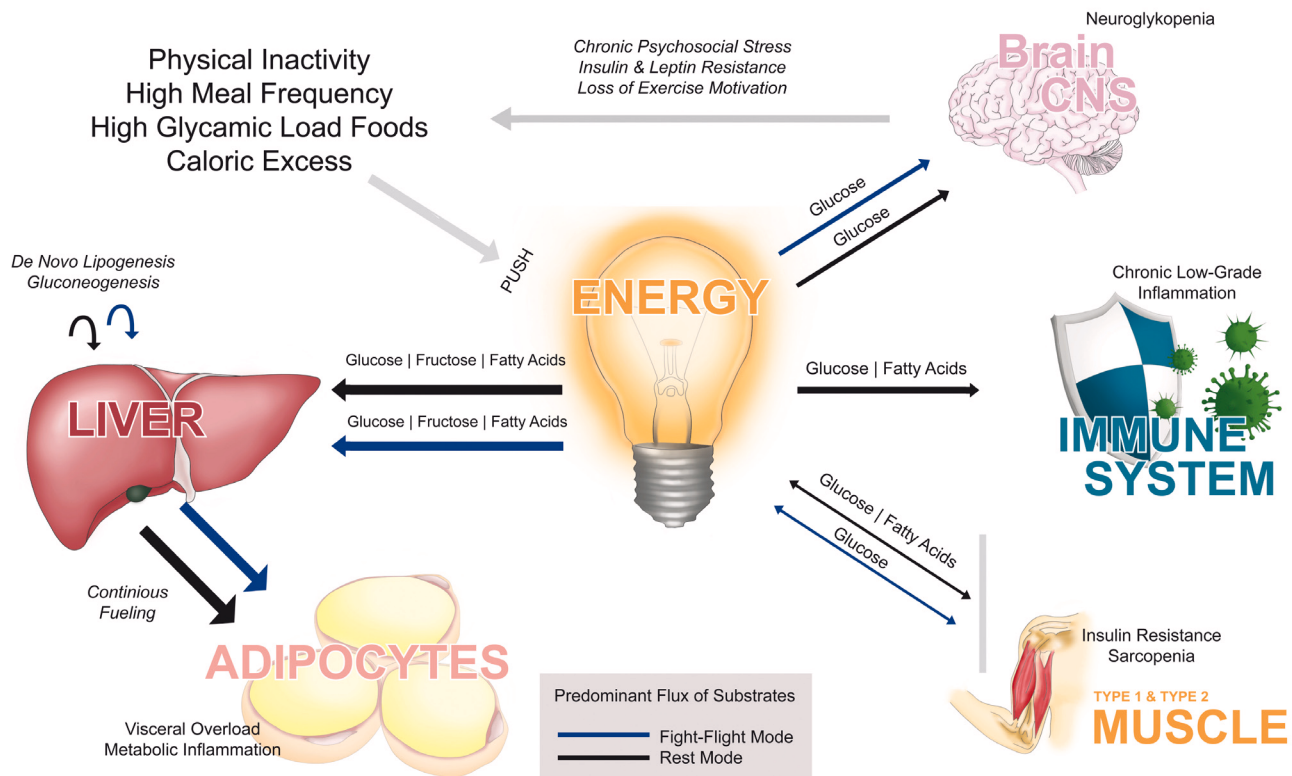 Neuroglykopenia
Brain
CNS
Chronic Psychosocial Stress
Insulin & Leptin Resistance
Loss of Exercise Motivation
Physical Inactivity
High Meal Frequency
High Glycamic Load Foods
Caloric Excess
PUSH
Glucose
Glucose
ENERGY
De Novo Lipogenesis
Gluconeogenesis
Chronic Low-Grade
Inflammation
Glucose | Fructose | Fatty Acids
Glucose | Fructose | Fatty Acids
Glucose | Fatty Acids
LIVER
IMMUNE
SYSTEM
Glucose | Fatty Acids
Glucose
Continious
Fueling
ADIPOCYTES
Visceral Overload
Metabolic Inflammation
Insulin Resistance
Sarcopenia
TYPE 1 & TYPE 2
MUSCLE
Predominant Flux of Substrates
Fight-Flight Mode
Rest Mode